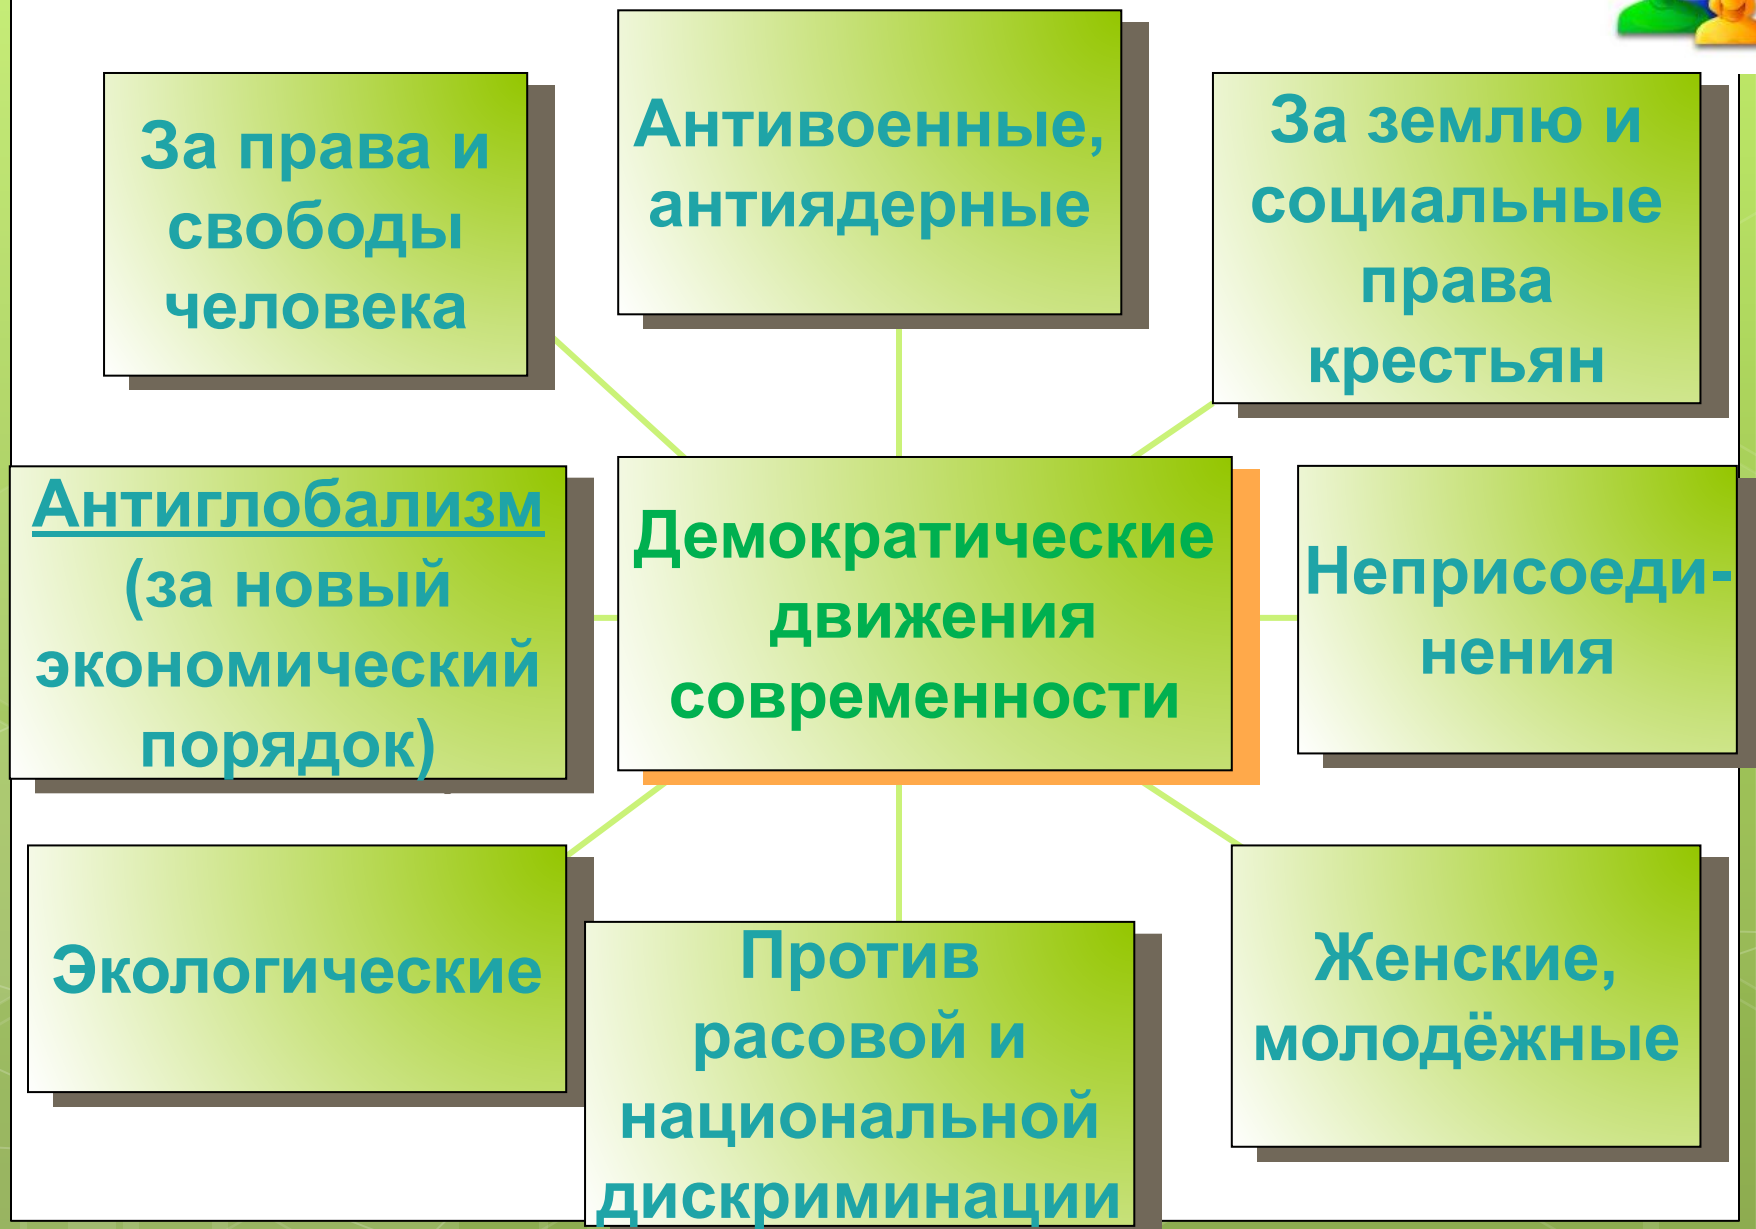 За права и
свободы
человека
Антивоенные,
антиядерные
За землю и
социальные
права
крестьян
Антиглобализм
(за новый
экономический
порядок)
Демократические
движения
современности
Неприсоеди-
нения
Экологические
Против
расовой и
национальной
дискриминации
Женские,
молодёжные